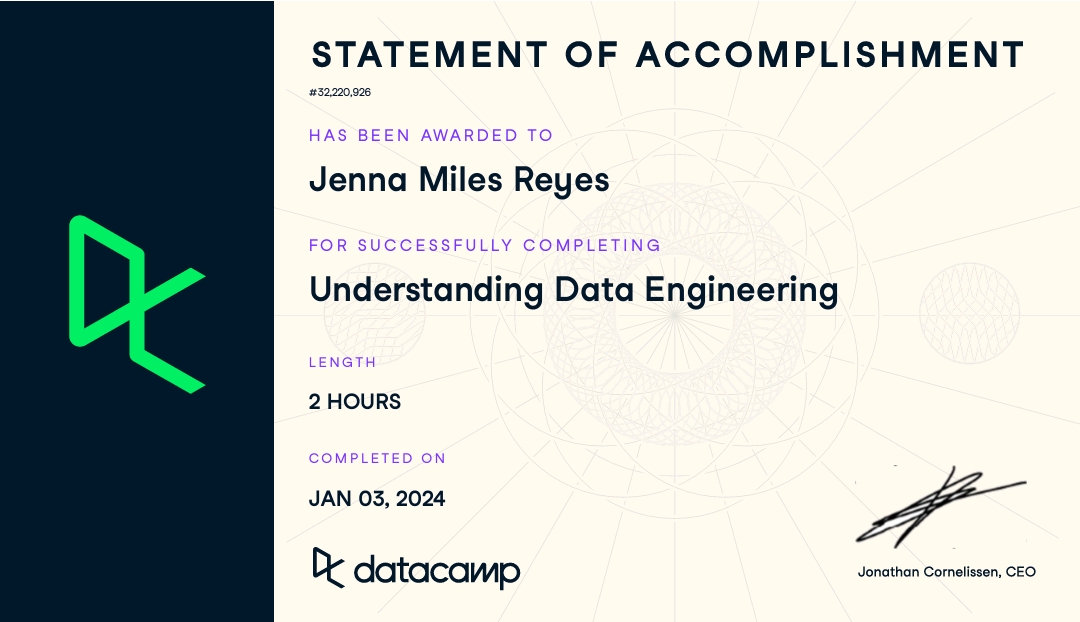 STATEMENT OF ACCOMPLISHMENT
#32,220,926
HAS BEEN AWARDED TO
Jenna Miles Reyes
FOR SUCCESSFULLY COMPLETING
Understanding Data Engineering
LENGTH
2 HOURS
COMPLETED ON
JAN 03, 2024
datacamp
Jonathan Cornelissen, CEO